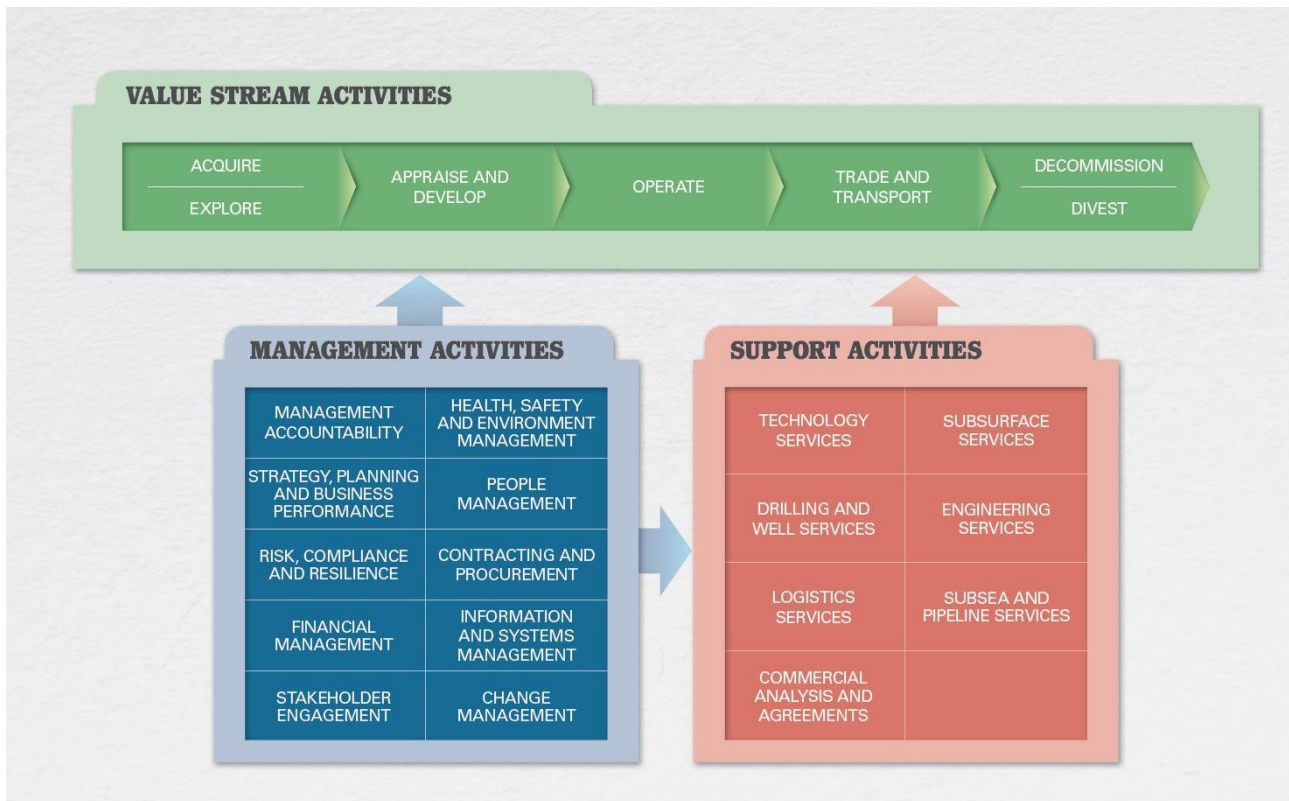 VALUE STREAM ACTIVITIES
ACQUIRE
EXPLORE
APPRAISE AND
DEVELOP
OPERATE
TRADE AND
TRANSPORT
DECOMMISSION
DIVEST
MANAGEMENT ACTIVITIES
MANAGEMENT
ACCOUNTABILITY
HEALTH, SAFETY
AND ENVIRONMENT
MANAGEMENT
STRATEGY, PLANNING
AND BUSINESS
PERFORMANCE
PEOPLE
MANAGEMENT
RISK, COMPLIANCE
AND RESILIENCE
CONTRACTING AND
PROCUREMENT
FINANCIAL
MANAGEMENT
INFORMATION
AND SYSTEMS
MANAGEMENT
STAKEHOLDER
ENGAGEMENT
CHANGE
MANAGEMENT
SUPPORT ACTIVITIES
TECHNOLOGY
SERVICES
SUBSURFACE
SERVICES
DRILLING AND
WELL SERVICES
ENGINEERING
SERVICES
LOGISTICS
SERVICES
SUBSEA AND
PIPELINE SERVICES
COMMERCIAL
ANALYSIS AND
AGREEMENTS